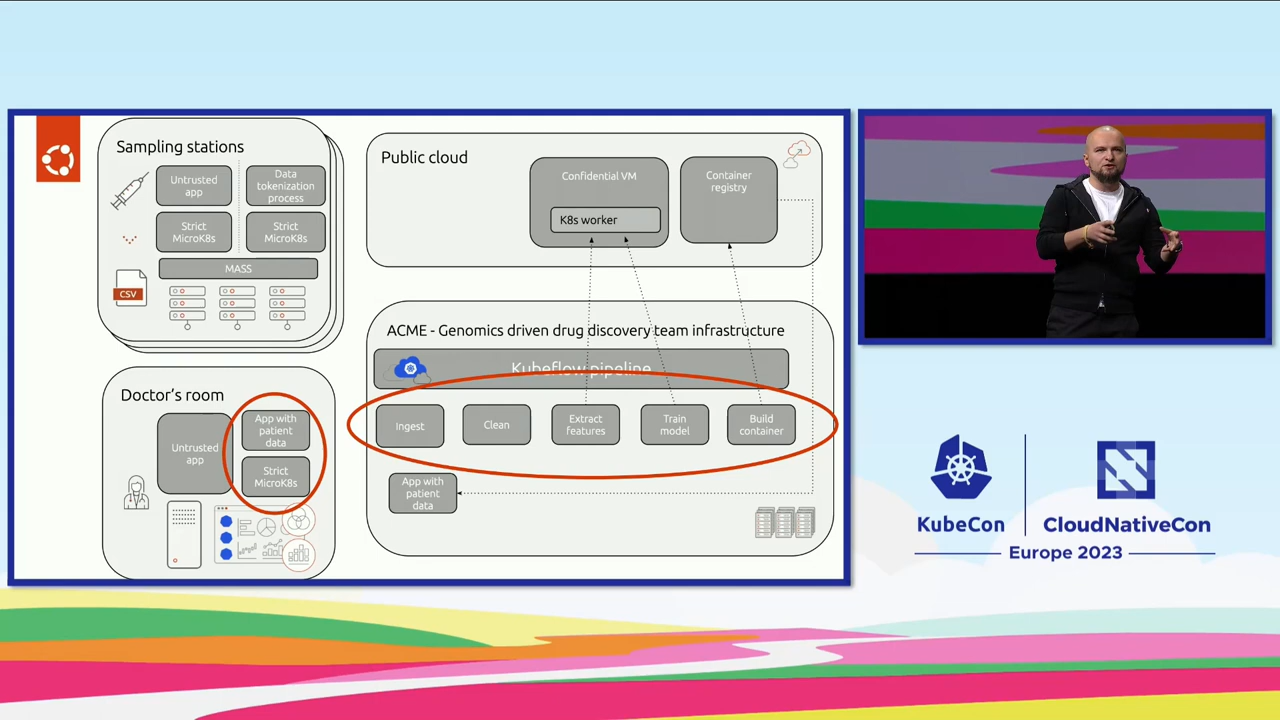 Sampling stations
Untrusted
app
Data
tokenization
process
Strict
MicroK8s
Strict
MicroK8s
MASS
CSV
Doctor's room
Untrusted
app
App with
patient
data
Strict
MicroK8s
Public cloud
Confidential VM
K8s worker
Container
registry
ACME - Genomics driven drug discovery team infrastructure
Kubeflow pipeline
Ingest
Clean
Extract
features
Train
model
Build
container
App with
patient
data
KubeCon
CloudNativeCon
Europe 2023